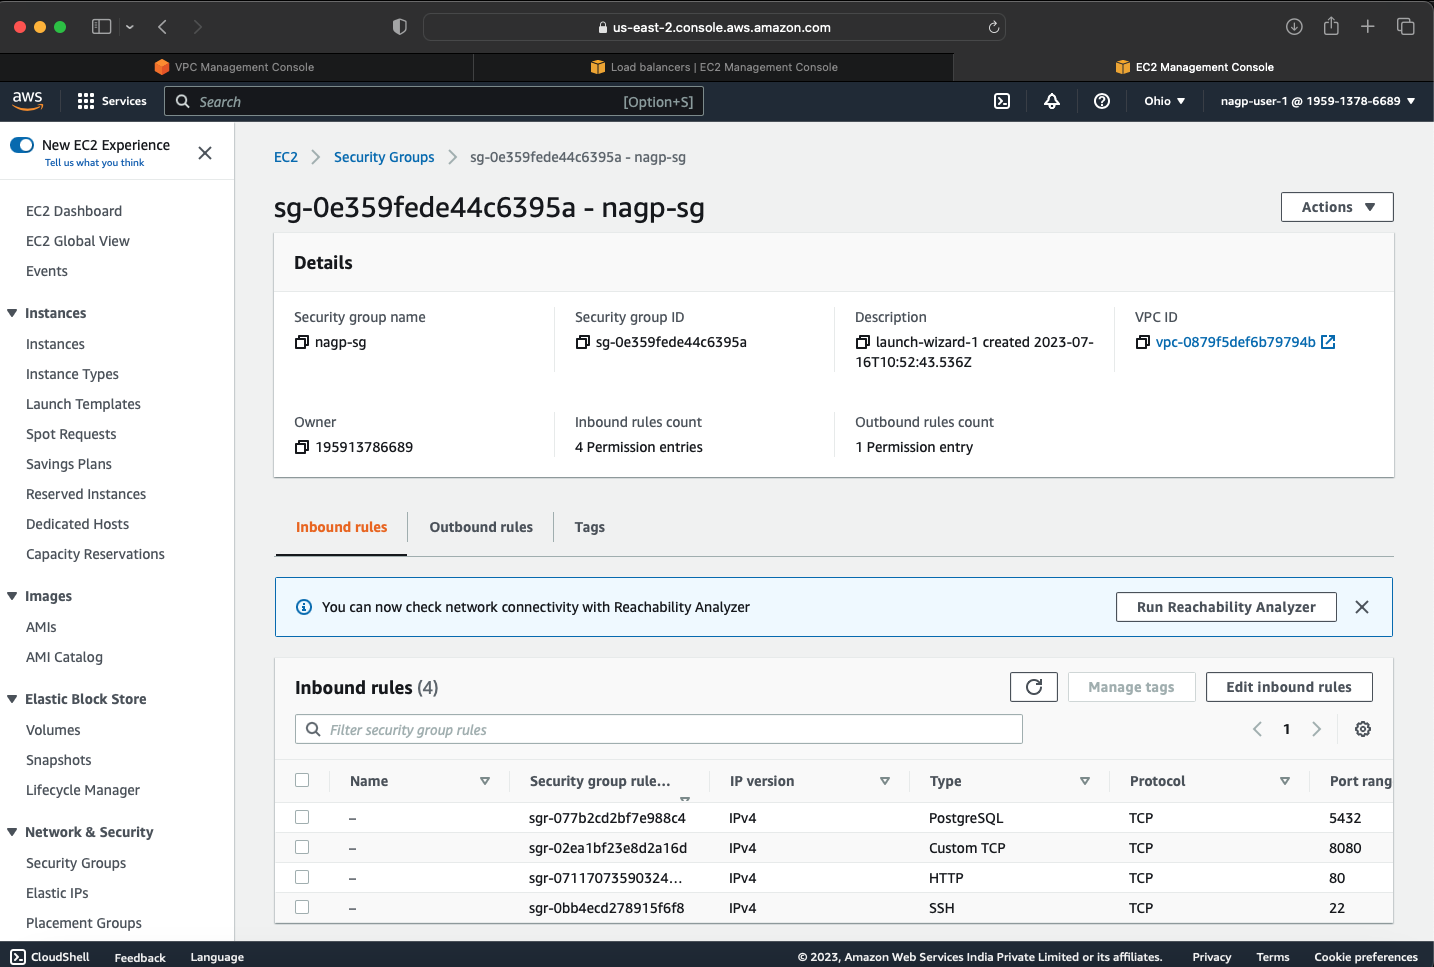 us-east-2.console.aws.amazon.com
VPC Management Console
Load balancers | EC2 Management Console
EC2 Management Console
aws
Services
Search
[Option+S]
Ohio
nagp-user-1 @ 1959-1378-6689
New EC2 Experience
Tell us what you think
EC2 Dashboard
EC2 Global View
Events
Instances
Instances
Instance Types
Launch Templates
Spot Requests
Savings Plans
Reserved Instances
Dedicated Hosts
Capacity Reservations
Images
AMIs
AMI Catalog
Elastic Block Store
Volumes
Snapshots
Lifecycle Manager
Network & Security
Security Groups
Elastic IPs
Placement Groups
EC2 > Security Groups > sg-0e359fede44c6395a - nagp-sg
sg-0e359fede44c6395a - nagp-sg
Actions
Details
Security group name
nagp-sg
Security group ID
sg-0e359fede44c6395a
Description
launch-wizard-1 created 2023-07-
16T10:52:43.536Z
VPC ID
vpc-0879f5def6b79794b
Owner
195913786689
Inbound rules count
4 Permission entries
Outbound rules count
1 Permission entry
Inbound rules
Outbound rules
Tags
You can now check network connectivity with Reachability Analyzer
Run Reachability Analyzer
Inbound rules (4)
Manage tags
Edit inbound rules
Filter security group rules
1
Name Security group rule... IP version Type Protocol Port rang
– sgr-077b2cd2bf7e988c4 IPv4 PostgreSQL TCP 5432
– sgr-02ea1bf23e8d2a16d IPv4 Custom TCP TCP 8080
– sgr-07117073590324... IPv4 HTTP TCP 80
– sgr-0bb4ecd278915f6f8 IPv4 SSH TCP 22
CloudShell
Feedback
Language
© 2023, Amazon Web Services India Private Limited or its affiliates.
Privacy
Terms
Cookie preferences